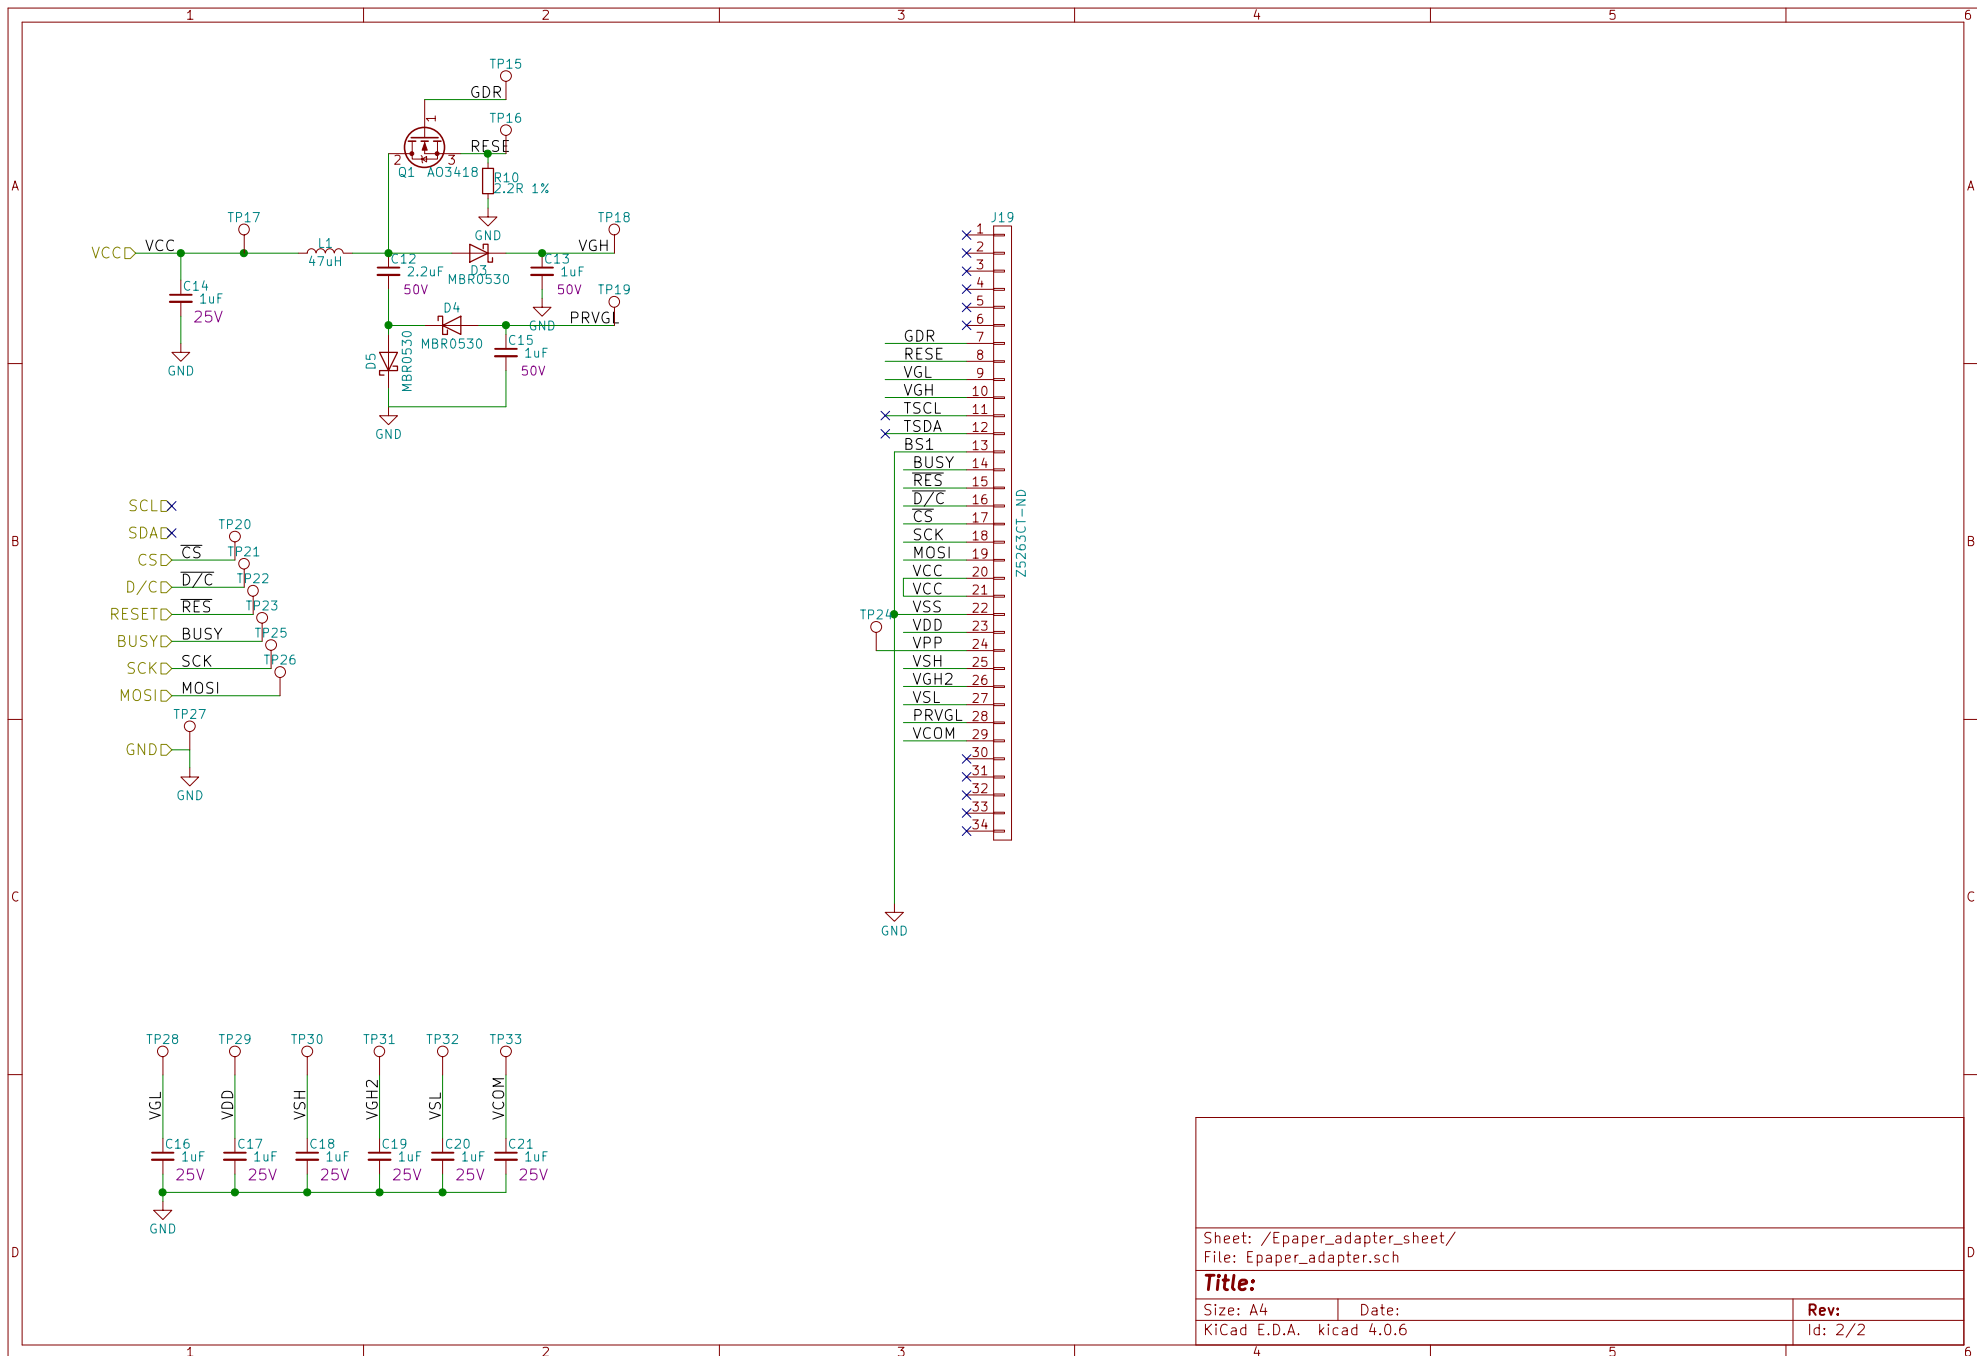 1 2 3 4 5 6
A
B
C
D
A
B
C
D
1 2 3 4 5 6
TP15
GDR
1
TP16
RESE
2 3
Q1 AO3418
R10
2.2R 1%
GND
TP17
VCC VCC
L1
47uH
C14
1uF
25V
GND
C12
2.2uF
50V
D3
MBR0530
TP18
VGH
C13
1uF
50V
GND
TP19
PRVGL
D4
MBR0530
C15
1uF
50V
D5
MBR0530
GND
SCL
SDA
TP20
CS CS
TP21
D/C D/C
TP22
RESET RES
TP23
BUSY BUSY
TP25
SCK SCK
TP26
MOSI MOSI
TP27
GND
GND
J19
1
2
3
4
5
6
GDR 7
RESE 8
VGL 9
VGH 10
TSCL 11
TSDA 12
BS1 13
BUSY 14
RES 15
D/C 16
CS 17
SCK 18
MOSI 19
VCC 20
VCC 21
VSS 22
VDD 23
VPP 24
VSH 25
VGH2 26
VSL 27
PRVGL 28
VCOM 29
30
31
32
33
34
Z5263CT-ND
TP24
GND
TP28 TP29 TP30 TP31 TP32 TP33
VGL VDD VSH VGH2 VSL VCOM
C16 C17 C18 C19 C20 C21
1uF 1uF 1uF 1uF 1uF 1uF
25V 25V 25V 25V 25V 25V
GND
Sheet: /Epaper_adapter_sheet/
File: Epaper_adapter.sch
Title:
Size: A4 Date: Rev:
KiCad E.D.A. kicad 4.0.6 Id: 2/2